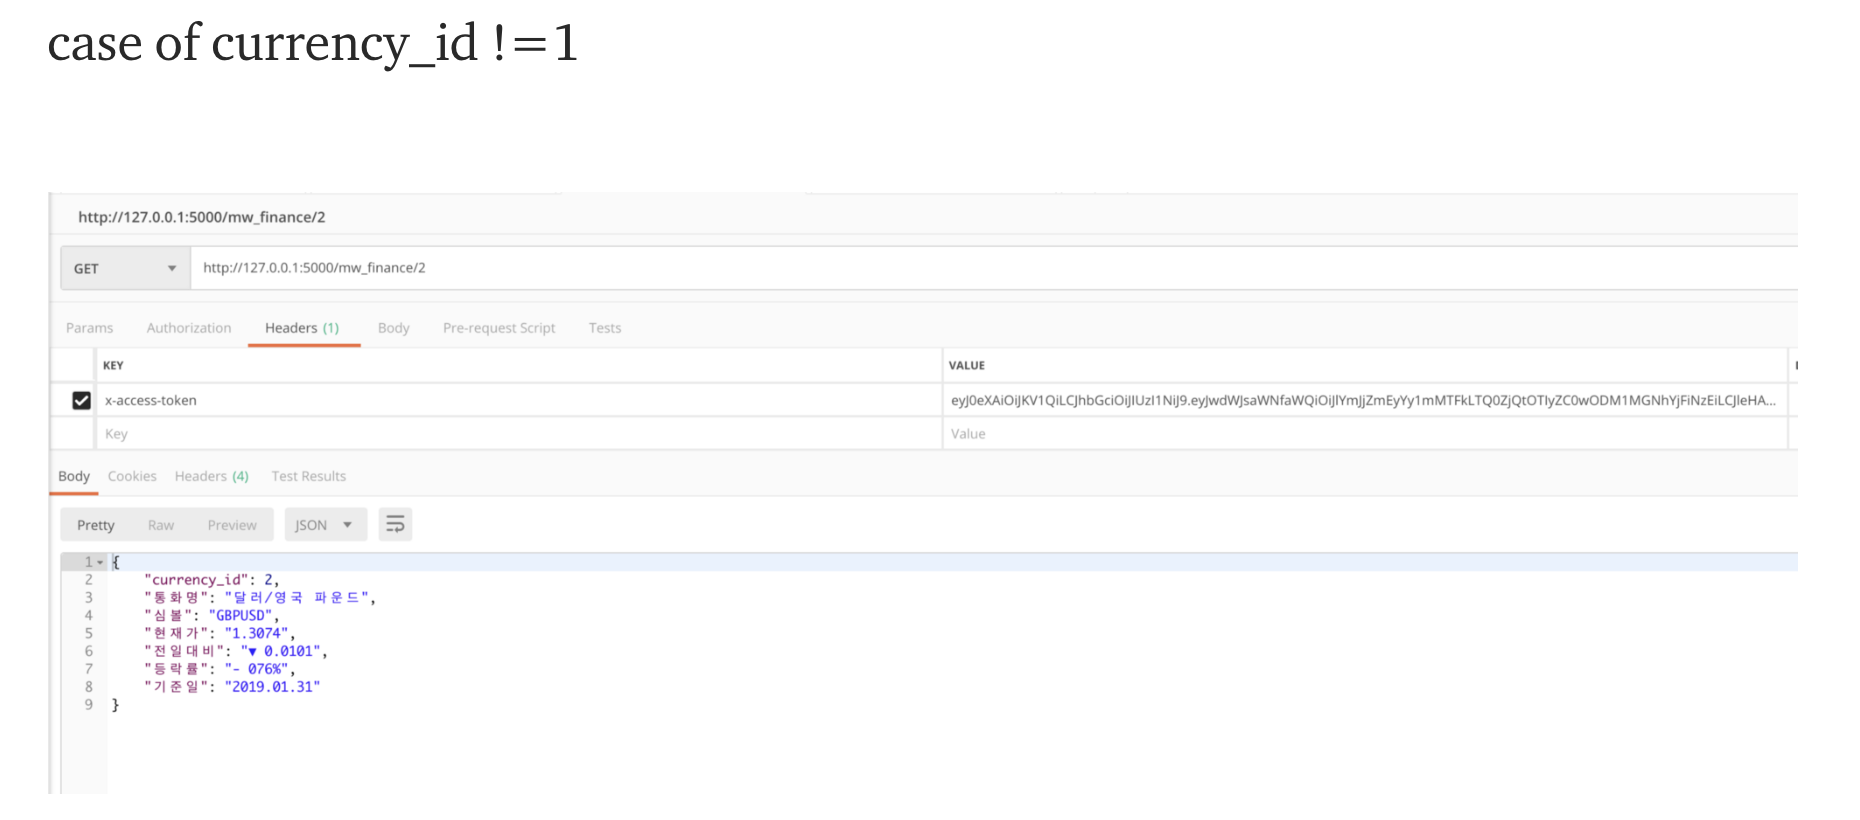 case of currency_id !=1
http://127.0.0.1:5000/mw_finance/2
GET http://127.0.0.1:5000/mw_finance/2
Params Authorization Headers (1) Body Pre-request Script Tests
KEY VALUE
x-access-token
Key Value
Body Cookies Headers (4) Test Results
Pretty Raw Preview JSON
1 {
2 "currency_id": 2,
3 "통화명": "달러/영국 파운드",
4 "심볼": "GBPUSD",
5 "현재가": "1.3074",
6 "전일대비": "▼ 0.0101",
7 "등락률": "- 076%",
8 "기준일": "2019.01.31"
9 }